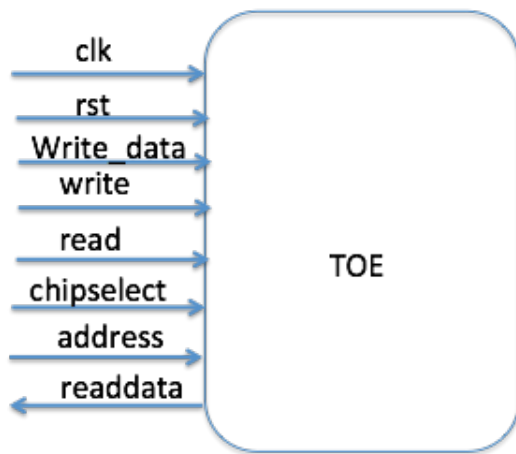 clk
rst
Write_data
write
read
TOE
chipselect
address
readdata